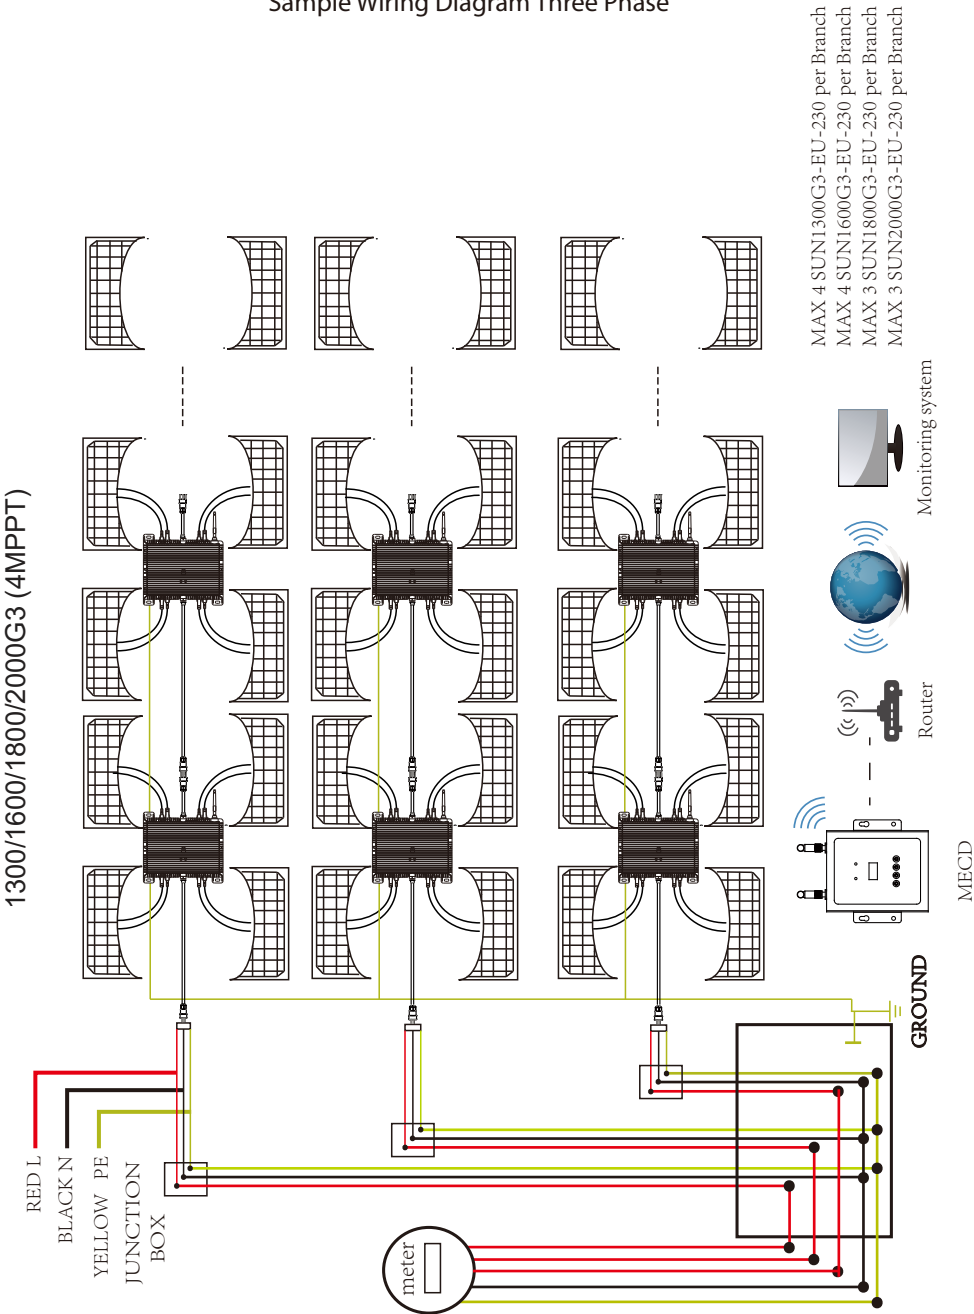 Sample Wiring Diagram Three Phase
1300/1600/1800/2000G3 (4MPPT)
MAX 4 SUN1300G3-EU-230 per Branch
MAX 4 SUN1600G3-EU-230 per Branch
MAX 3 SUN1800G3-EU-230 per Branch
MAX 3 SUN2000G3-EU-230 per Branch
Monitoring system
Router
MECD
GROUND
RED L
BLACK N
YELLOW PE
JUNCTION
BOX
meter